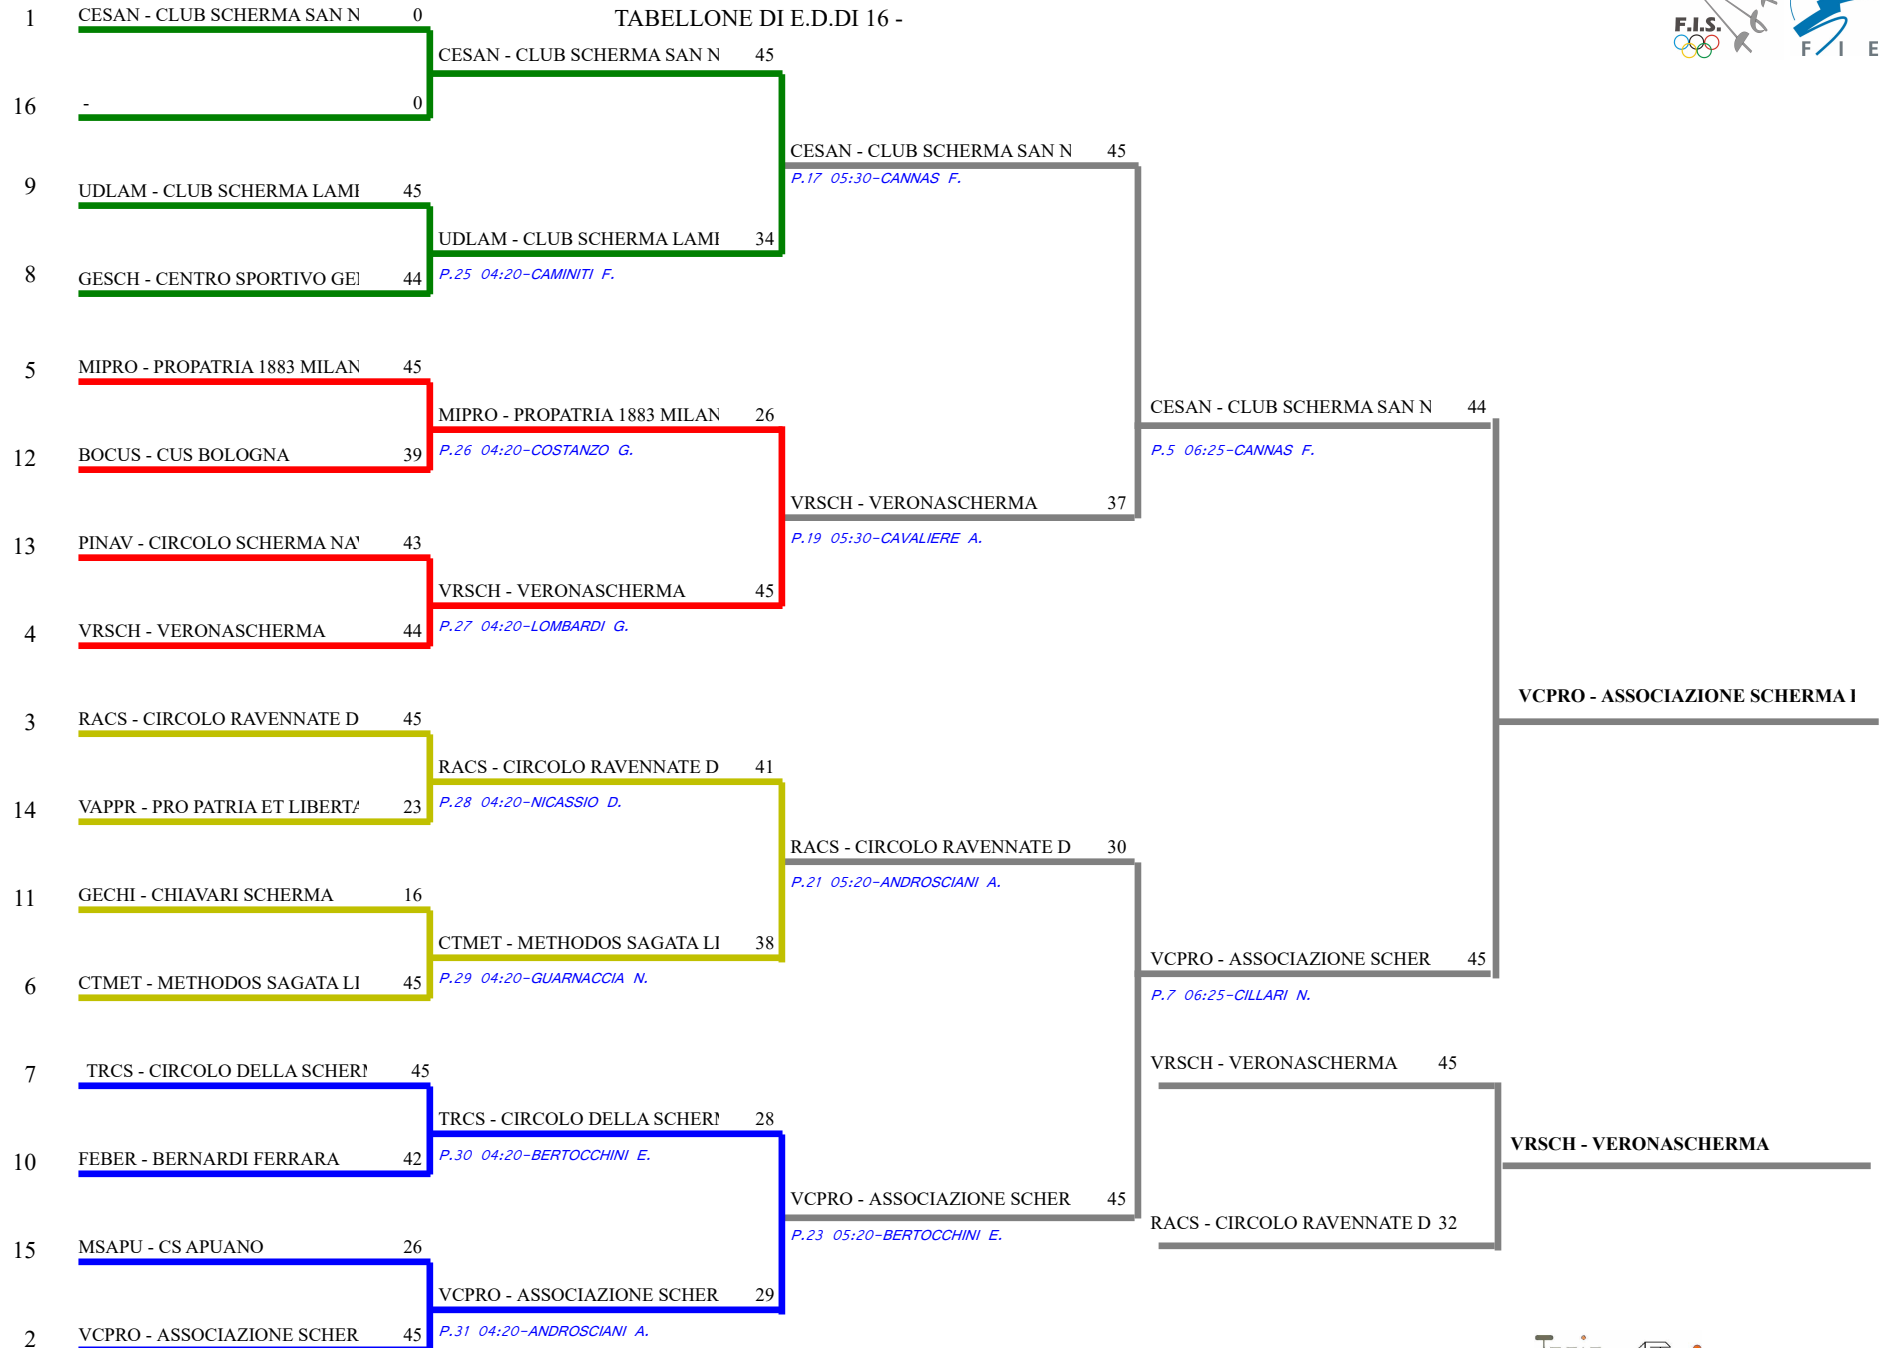 TABELLONE DI E.D.DI 16 -
F.I.S.
F I E
1 CESAN - CLUB SCHERMA SAN N 0
CESAN - CLUB SCHERMA SAN N 45
16 - 0
CESAN - CLUB SCHERMA SAN N 45
P.17 05:30-CANNAS F.
9 UDLAM - CLUB SCHERMA LAM 45
UDLAM - CLUB SCHERMA LAM 34
P.25 04:20-CAMINITI F.
8 GESCH - CENTRO SPORTIVO GE 44
5 MIPRO - PROPATRIA 1883 MILAN 45
MIPRO - PROPATRIA 1883 MILAN 26
P.26 04:20-COSTANZO G.
CESAN - CLUB SCHERMA SAN N 44
P.5 06:25-CANNAS F.
12 BOCUS - CUS BOLOGNA 39
VRSCH - VERONASCHERMA 37
P.19 05:30-CAVALIERE A.
13 PINAV - CIRCOLO SCHERMA NA 43
VRSCH - VERONASCHERMA 45
P.27 04:20-LOMBARDI G.
4 VRSCH - VERONASCHERMA 44
VCPRO - ASSOCIAZIONE SCHERMA
3 RACS - CIRCOLO RAVENNATE D 45
RACS - CIRCOLO RAVENNATE D 41
P.28 04:20-NICASSIO D.
14 VAPPR - PRO PATRIA ET LIBERTA 23
RACS - CIRCOLO RAVENNATE D 30
P.21 05:20-ANDROSCIANI A.
11 GECHI - CHIAVARI SCHERMA 16
CTMET - METHODOS SAGATA LI 38
P.29 04:20-GUARNACCIA N.
VCPRO - ASSOCIAZIONE SCHER 45
P.7 06:25-CILLARI N.
6 CTMET - METHODOS SAGATA LI 45
7 TRCS - CIRCOLO DELLA SCHER 45
VRSCH - VERONASCHERMA 45
TRCS - CIRCOLO DELLA SCHER 28
P.30 04:20-BERTOCCHINI E.
VRSCH - VERONASCHERMA
10 FEBER - BERNARDI FERRARA 42
VCPRO - ASSOCIAZIONE SCHER 45
P.23 05:20-BERTOCCHINI E.
RACS - CIRCOLO RAVENNATE D 32
15 MSAPU - CS APUANO 26
VCPRO - ASSOCIAZIONE SCHER 29
P.31 04:20-ANDROSCIANI A.
2 VCPRO - ASSOCIAZIONE SCHER 45